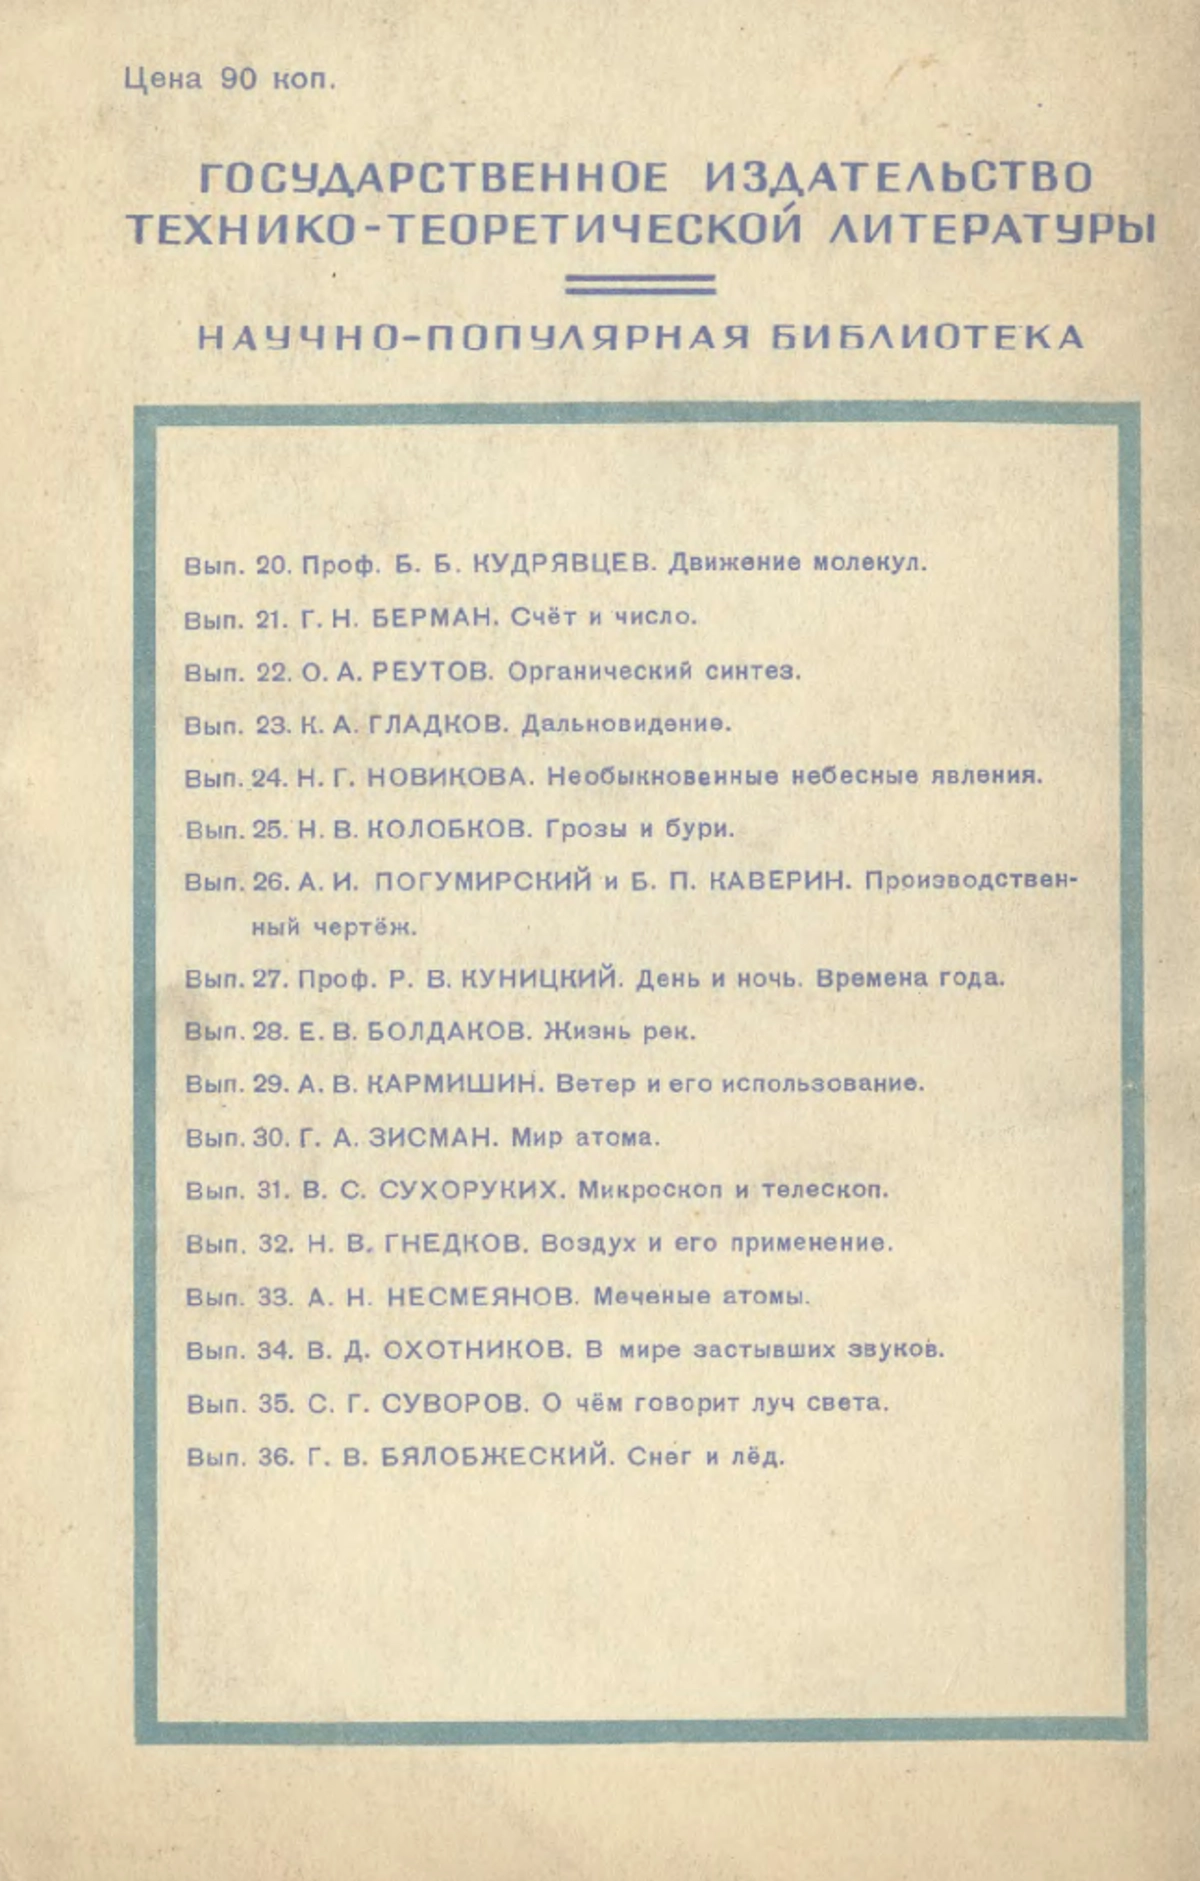 Цена 90 коп.
ГОСУДАРСТВЕННОЕ ИЗДАТЕЛЬСТВО
ТЕХНИКО-ТЕОРЕТИЧЕСКОЙ ЛИТЕРАТУРЫ
НАУЧНО-ПОПУЛЯРНАЯ БИБЛИОТЕКА
Вып. 20. Проф. Б. Б. КУДРЯВЦЕВ. Движение молекул.
Вып. 21. Г. Н. БЕРМАН. Счёт и число.
Вып. 22. О. А. РЕУТОВ. Органический синтез.
Вып. 23. К. А. ГЛАДКОВ. Дальновидение.
Вып. 24. Н. Г. НОВИКОВА. Необыкновенные небесные явления.
Вып. 25. Н. В. КОЛОБКОВ. Грозы и бури.
Вып. 26. А. И. ПОГУМИРСКИЙ и Б. П. КАВЕРИН. Производствен-
ный чертёж.
Вып. 27. Проф. Р. В. КУНИЦКИЙ. День и ночь. Времена года.
Вып. 28. Е. В. БОЛДАКОВ. Жизнь рек.
Вып. 29. А. В. КАРМИШИН. Ветер и его использование.
Вып. 30. Г. А. ЗИСМАН. Мир атома.
Вып. 31. В. С. СУХОРУКИХ. Микроскоп и телескоп.
Вып. 32. Н. В. ГНЕДКОВ. Воздух и его применение.
Вып. 33. А. Н. НЕСМЕЯНОВ. Меченые атомы.
Вып. 34. В. Д. ОХОТНИКОВ. В мире застывших звуков.
Вып. 35. С. Г. СУВОРОВ. О чём говорит луч света.
Вып. 36. Г. В. БЯЛОБЖЕСКИЙ. Снег и лёд.